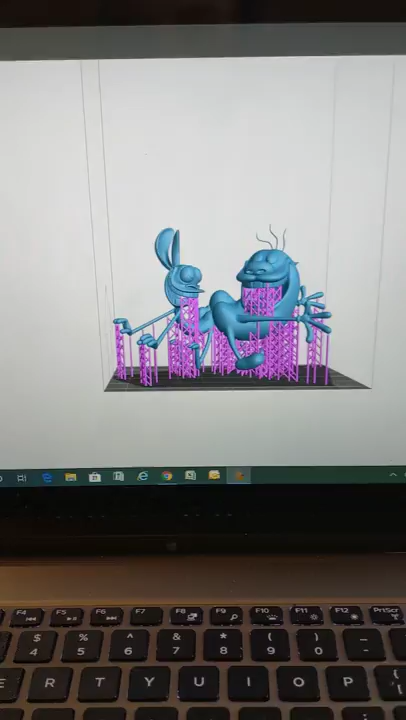 F4 F5 F6 F7 F8 F9 F10 F11 F12 PrtScr
$ % ^ & * ( ) –
4 5 6 7 8 9 0 -
E R T Y U I O P { [